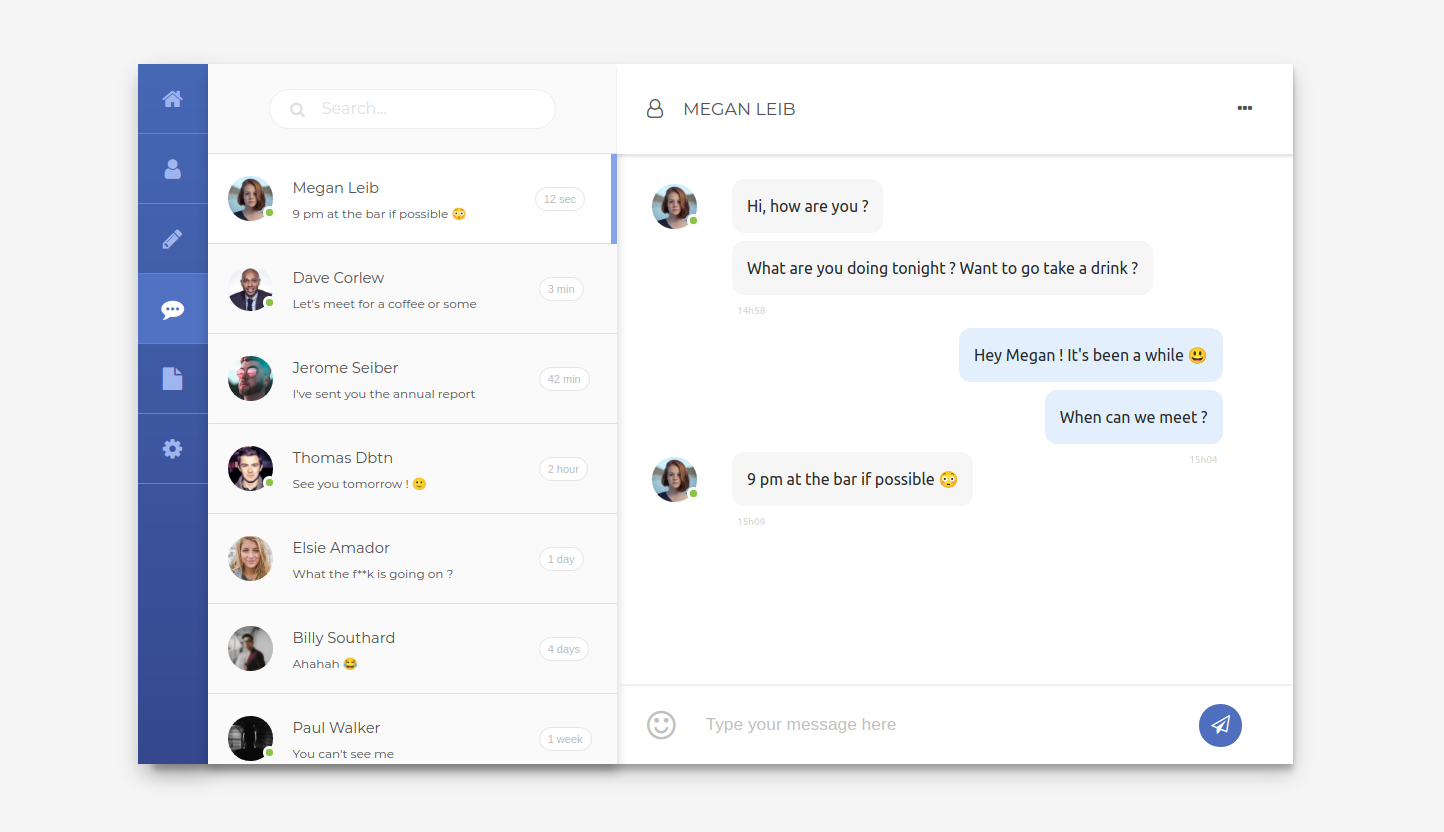 Search...
Megan Leib
9 pm at the bar if possible 😳
12 sec
Dave Corlew
Let's meet for a coffee or some
3 min
Jerome Seiber
I've sent you the annual report
42 min
Thomas Dbtn
See you tomorrow ! 🙂
2 hour
Elsie Amador
What the f**k is going on ?
1 day
Billy Southard
Ahahah 😂
4 days
Paul Walker
You can't see me
1 week
MEGAN LEIB
Hi, how are you ?
What are you doing tonight ? Want to go take a drink ?
14h58
Hey Megan ! It's been a while 😃
When can we meet ?
15h04
9 pm at the bar if possible 😳
15h09
Type your message here